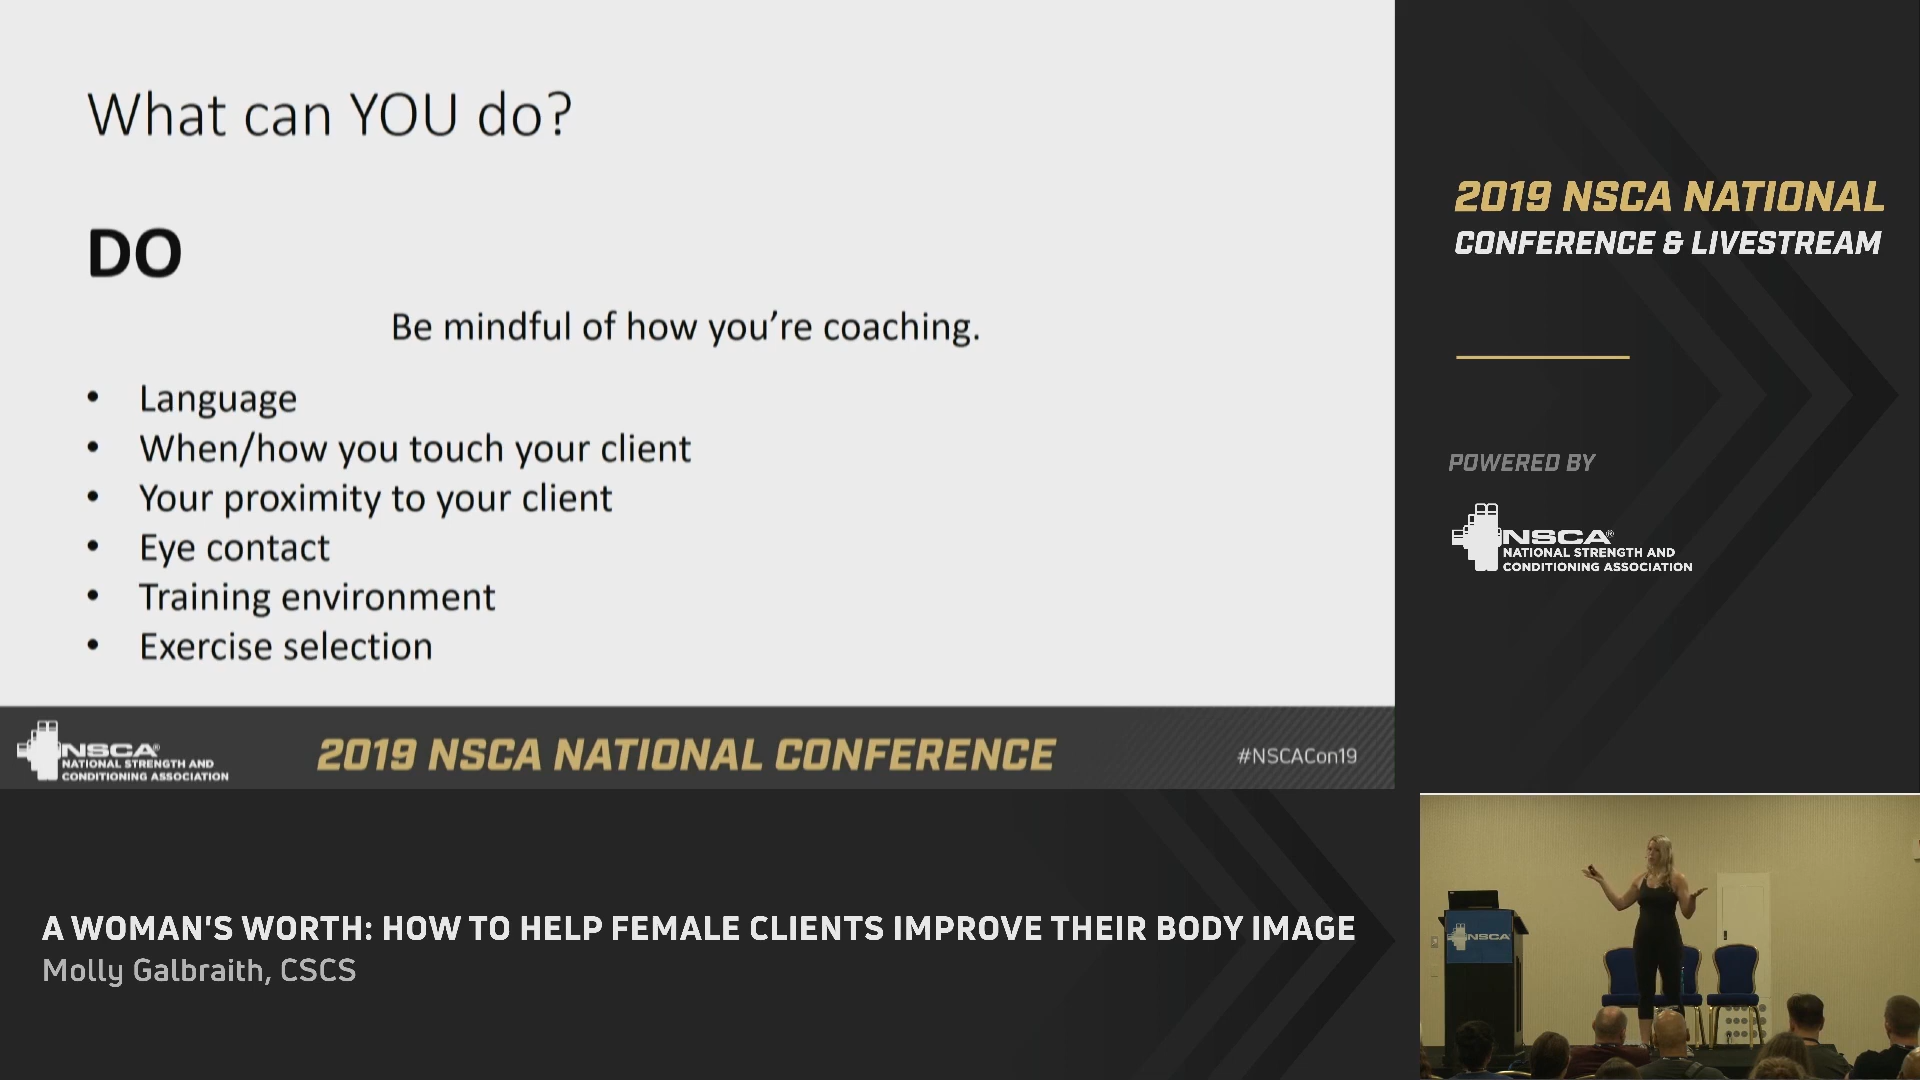 What can YOU do?
DO
Be mindful of how you’re coaching.
• Language
• When/how you touch your client
• Your proximity to your client
• Eye contact
• Training environment
• Exercise selection
NSCA®
NATIONAL STRENGTH AND
CONDITIONING ASSOCIATION
2019 NSCA NATIONAL CONFERENCE
#NSCACon19
2019 NSCA NATIONAL
CONFERENCE & LIVESTREAM
POWERED BY
NSCA®
NATIONAL STRENGTH AND
CONDITIONING ASSOCIATION
A WOMAN'S WORTH: HOW TO HELP FEMALE CLIENTS IMPROVE THEIR BODY IMAGE
Molly Galbraith, CSCS
NSCA